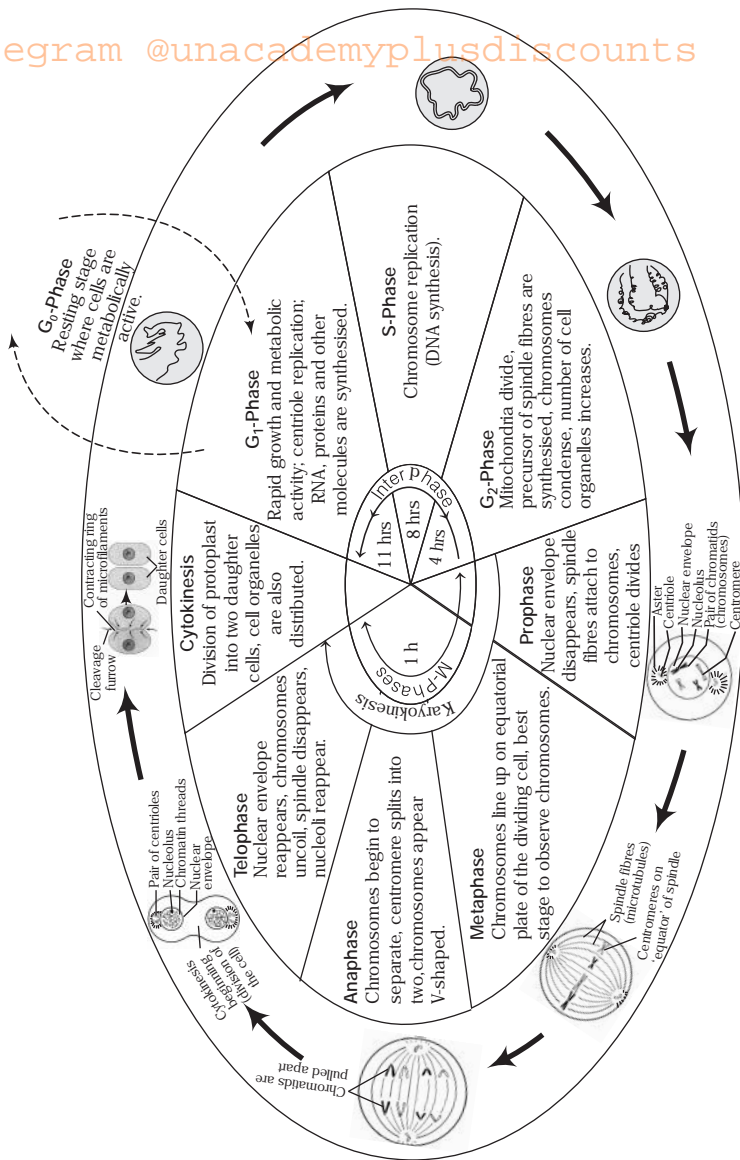 egram @unacademyplusdiscounts
G₀-Phase
Resting stage
where cells are
metabolically
active.
G₁-Phase
Rapid growth and metabolic
activity; centriole replication;
RNA, proteins and other
molecules are synthesised.
S-Phase
Chromosome replication
(DNA synthesis).
G₂-Phase
Mitochondria divide,
precursor of spindle fibres are
synthesised, chromosomes
condense, number of cell
organelles increases.
Prophase
Nuclear envelope
disappears, spindle
fibres attach to
chromosomes,
centriole divides
Aster
Centriole
Nuclear envelope
Nucleolus
Pair of chromatids
(chromosomes)
Centromere
Metaphase
Chromosomes line up on equatorial
plate of the dividing cell, best
stage to observe chromosomes.
Spindle fibres
(microtubules)
Centromeres on
'equator' of spindle
Anaphase
Chromosomes begin to
separate, centromere splits into
two,chromosomes appear
V-shaped.
Chromatids are
pulled apart
Telophase
Nuclear envelope
reappears, chromosomes
uncoil, spindle disappears,
nucleoli reappear.
Pair of centrioles
Nucleolus
Chromatin threads
Nuclear
envelope
Cytokinesis
beginning
(division of
the cell)
Cytokinesis
Division of protoplast
into two daughter
cells, cell organelles
are also
distributed.
Cleavage
furrow
Contracting ring
of microfilaments
Daughter cells
Interphase
11 hrs
8 hrs
4 hrs
1 h
M-Phases
Karyokinesis